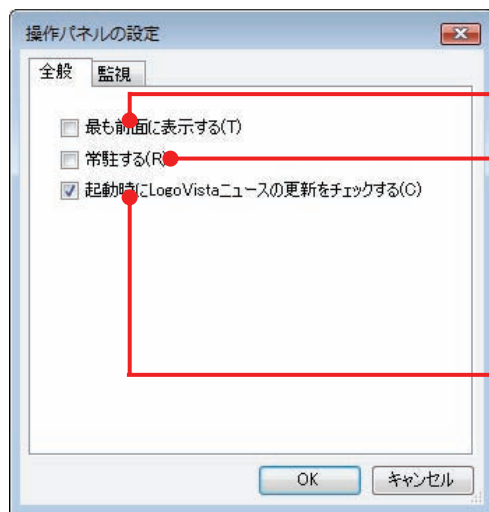 操作パネルの設定
全般 監視
最も前面に表示する(T)
常駐する(R)
起動時にLogoVistaニュースの更新をチェックする(C)
OK キャンセル